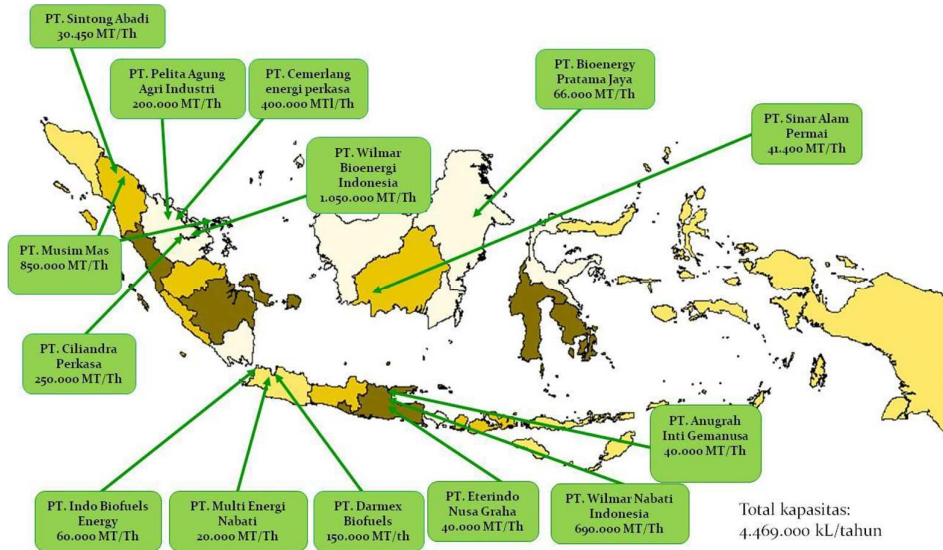 PT. Sintong Abadi
30.450 MT/Th
PT. Pelita Agung
Agri Industri
200.000 MT/Th
PT. Cemerlang
energi perkasa
400.000 MTl/Th
PT. Bioenergy
Pratama Jaya
66.000 MT/Th
PT. Sinar Alam
Permai
41.400 MT/Th
PT. Wilmar
Bioenergi
Indonesia
1.050.000 MT/Th
PT. Musim Mas
850.000 MT/Th
PT. Ciliandra
Perkasa
250.000 MT/Th
PT. Anugrah
Inti Gemanusa
40.000 MT/Th
PT. Indo Biofuels
Energy
60.000 MT/Th
PT. Multi Energi
Nabati
20.000 MT/Th
PT. Darmex
Biofuels
150.000 MT/th
PT. Eterindo
Nusa Graha
40.000 MT/Th
PT. Wilmar Nabati
Indonesia
690.000 MT/Th
Total kapasitas:
4.469.000 kL/tahun